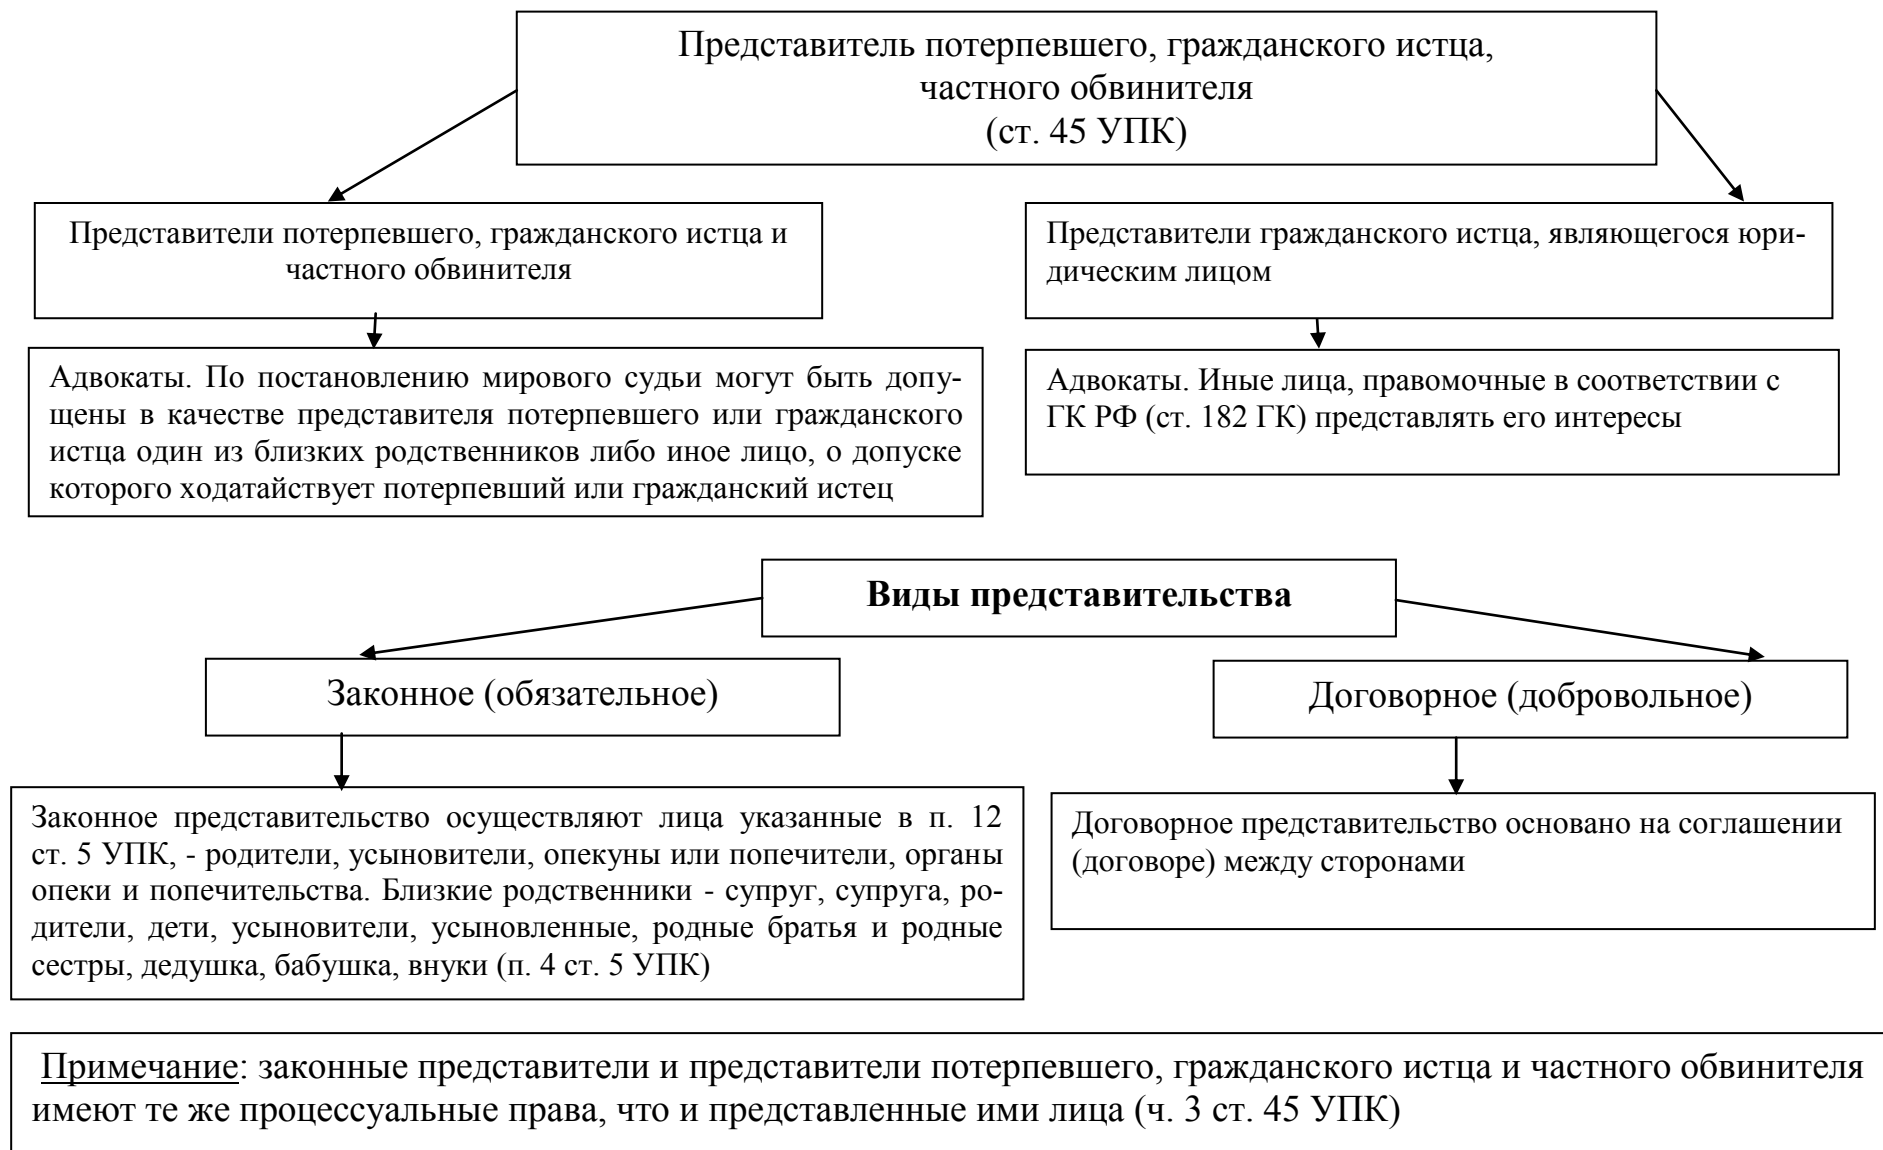 Представитель потерпевшего, гражданского истца,
частного обвинителя
(ст. 45 УПК)
Представители потерпевшего, гражданского истца и
частного обвинителя
Представители гражданского истца, являющегося юри-
дическим лицом
Адвокаты. По постановлению мирового судьи могут быть допу-
щены в качестве представителя потерпевшего или гражданского
истца один из близких родственников либо иное лицо, о допуске
которого ходатайствует потерпевший или гражданский истец
Адвокаты. Иные лица, правомочные в соответствии с
ГК РФ (ст. 182 ГК) представлять его интересы
Виды представительства
Законное (обязательное)
Договорное (добровольное)
Законное представительство осуществляют лица указанные в п. 12
ст. 5 УПК, - родители, усыновители, опекуны или попечители, органы
опеки и попечительства. Близкие родственники - супруг, супруга, ро-
дители, дети, усыновители, усыновленные, родные братья и родные
сестры, дедушка, бабушка, внуки (п. 4 ст. 5 УПК)
Договорное представительство основано на соглашении
(договоре) между сторонами
Примечание: законные представители и представители потерпевшего, гражданского истца и частного обвинителя
имеют те же процессуальные права, что и представленные ими лица (ч. 3 ст. 45 УПК)